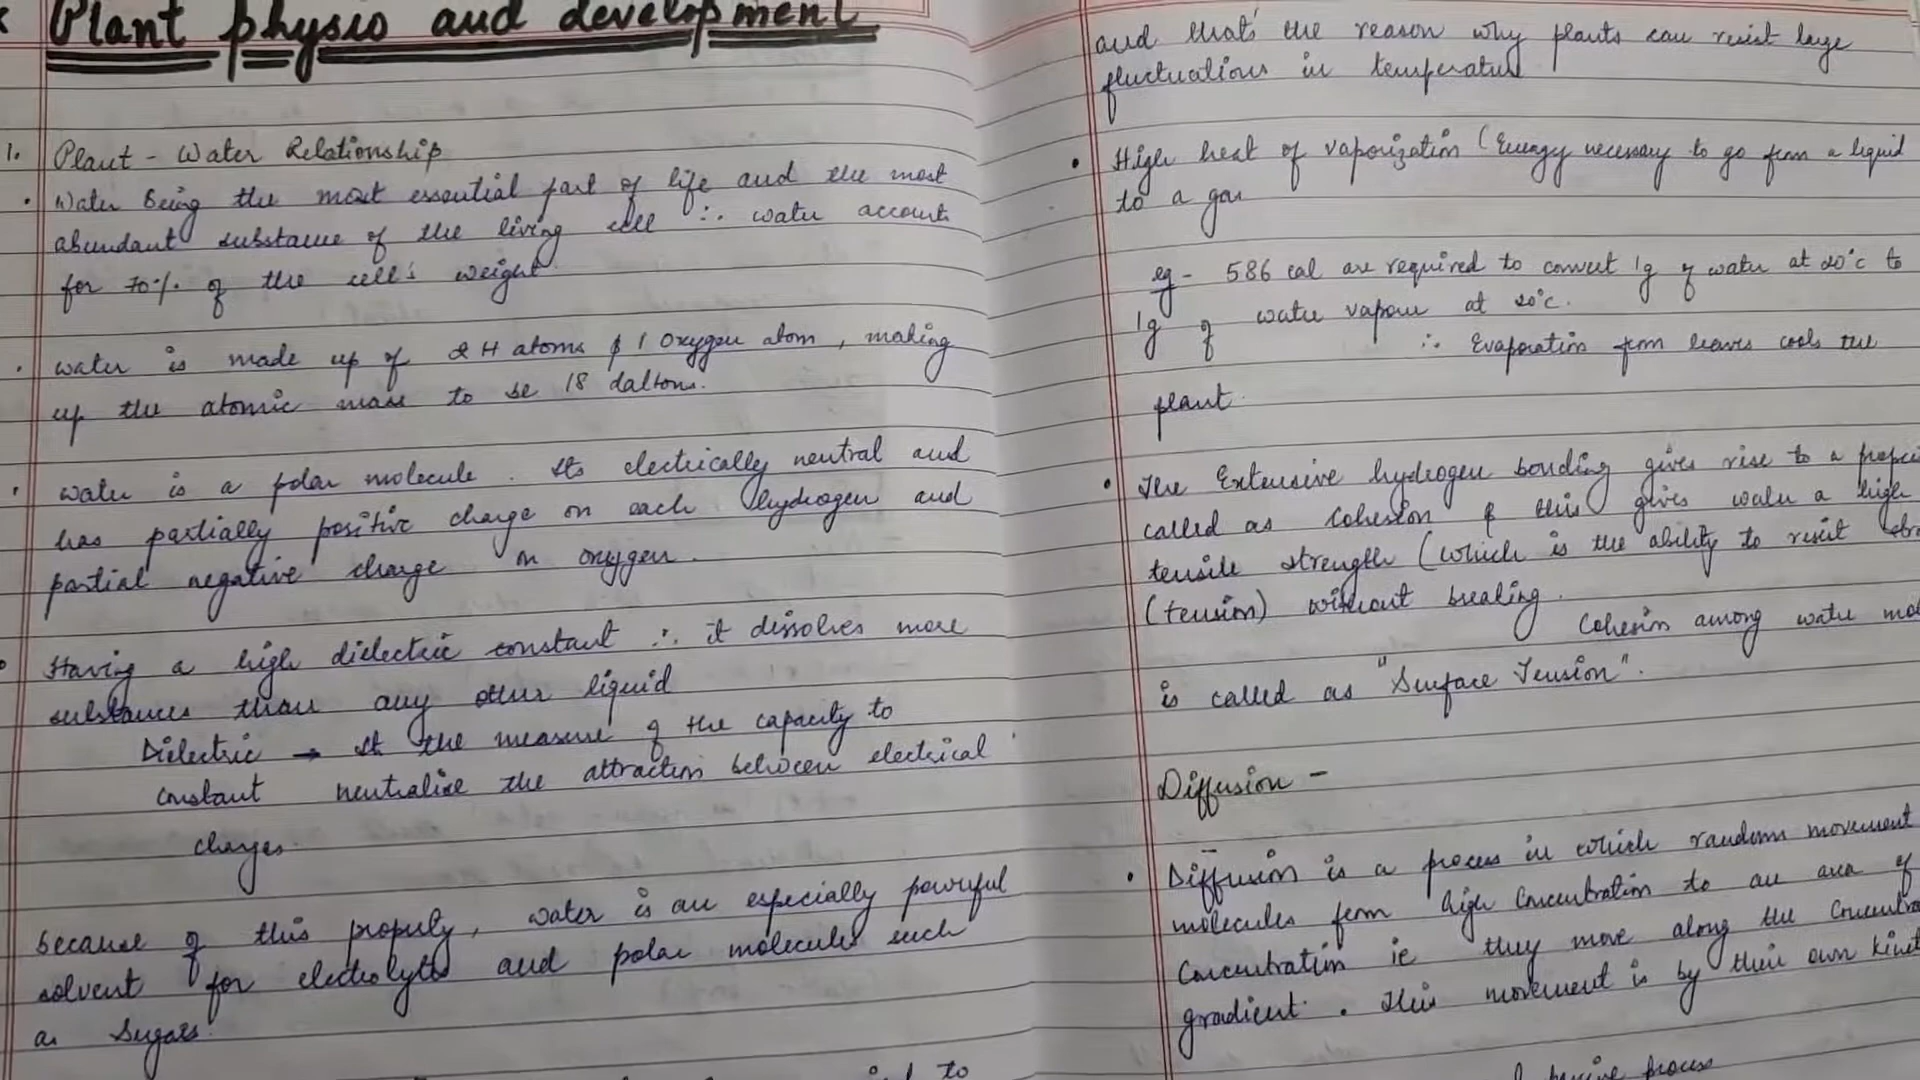 Plant physio and development
1. Plant - Water Relationship
• Water being the most essential part of life and the most
abundant substance of the living cell ∴ water accounts
for 70% of the cell's weight.
• water is made up of 2 H atoms & 1 Oxygen atom, making
up the atomic mass to be 18 daltons.
• water is a polar molecule. Its electrically neutral and
has partially positive charge on each hydrogen and
partial negative charge on oxygen.
• Having a high dielectric constant ∴ it dissolves more
substances than any other liquid
Dielectric → It the measure of the capacity to
constant neutralise the attraction between electrical
charges.
because of this property, water is an especially powerful
solvent for electrolytes and polar molecules such
as sugars.
to
and that's the reason why plants can resist large
fluctuations in temperature
• High heat of vaporization (Energy necessary to go from a liquid
to a gas
eg - 586 cal are required to convert 1g of water at 20°c to
1g of water vapour at 20°c.
∴ Evaporation from leaves cools the
plant.
• The Extensive hydrogen bonding gives rise to a
called as Cohesion & this gives water a high
tensile strength (which is the ability to resist
(tension) without breaking.
Cohesion among water
is called as "Surface Tension".
Diffusion -
• Diffusion is a process in which random movement
molecules from high concentration to an area of
concentration ie they move along the
gradient. This movement is by their own
process